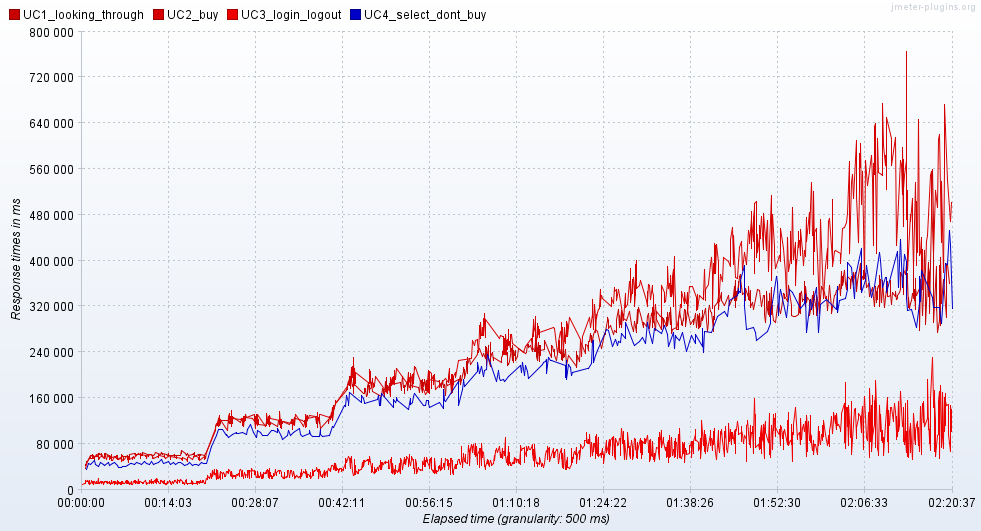 UC1_looking_through UC2_buy UC3_login_logout UC4_select_dont_buy
jmeter-plugins.org
800 000
720 000
640 000
560 000
480 000
400 000
320 000
240 000
160 000
80 000
0
Response times in ms
00:00:00 00:14:03 00:28:07 00:42:11 00:56:15 01:10:18 01:24:22 01:38:26 01:52:30 02:06:33 02:20:37
Elapsed time (granularity: 500 ms)